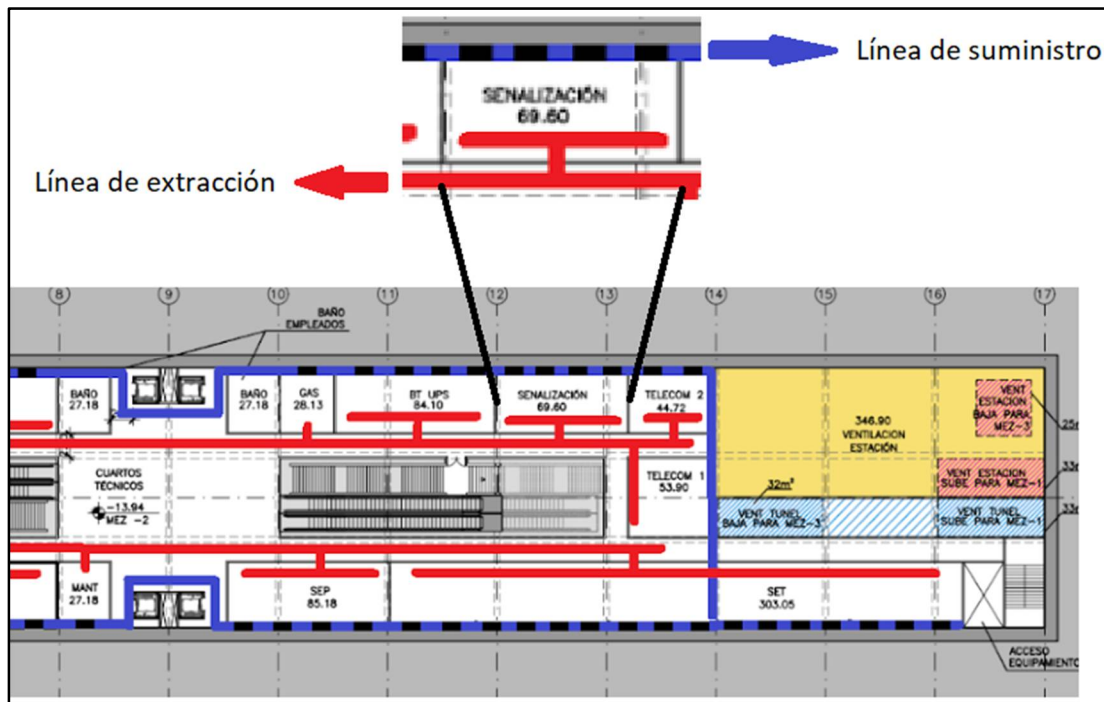 Línea de suministro
SENALIZACIÓN
69.60
Línea de extracción
8
9
10
11
12
13
14
15
16
17
BAÑO
EMPLEADOS
BAÑO
27.18
BAÑO
27.18
GAS
28.13
BT UPS
84.10
SENALIZACIÓN
69.60
TELECOM 2
44.72
346.90
VENTILACION
ESTACIÓN
VENT
ESTACION
BAJA PARA
MEZ-3
25
CUARTOS
TÉCNICOS
-13.94
MEZ -2
TELECOM 1
53.90
32m²
VENT ESTACION
SUBE PARA MEZ-1
33
VENT TUNEL
BAJA PARA MEZ-3
VENT TUNEL
SUBE PARA MEZ-1
33
MANT
27.18
SEP
85.18
SET
303.05
ACCESO
EQUIPAMIENTO